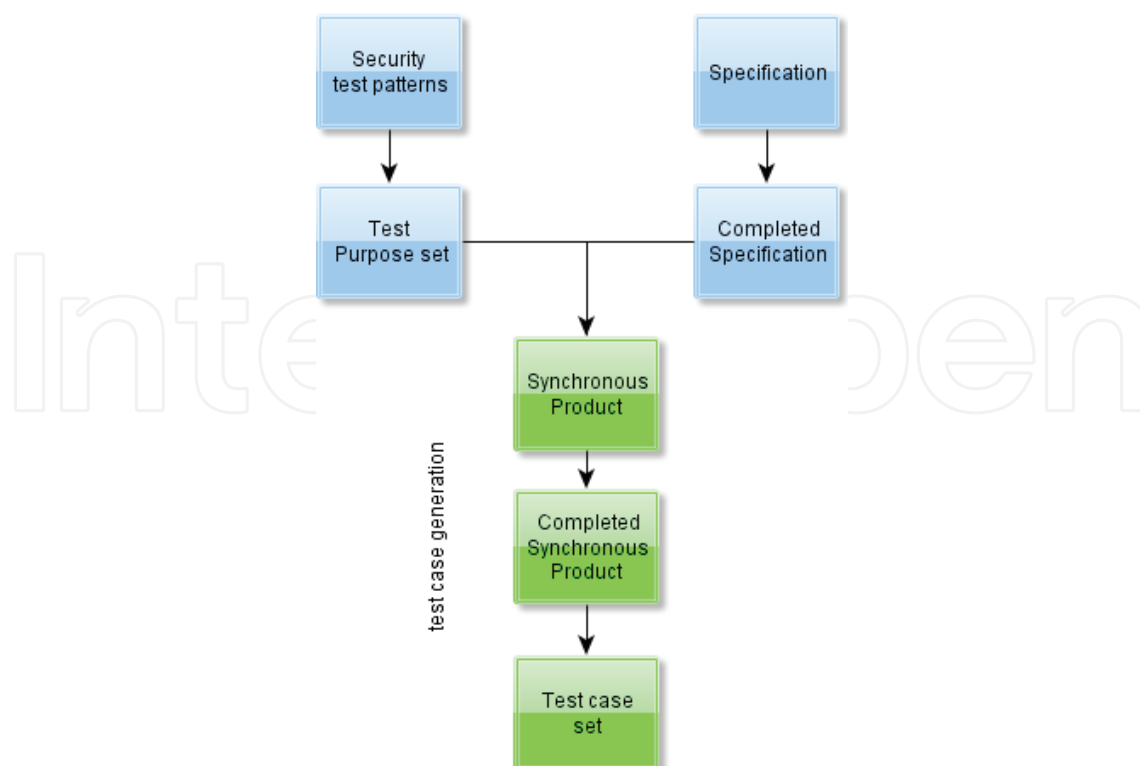 Security
test patterns
Specification
Test
Purpose set
Completed
Specification
Synchronous
Product
test case generation
Completed
Synchronous
Product
Test case
set